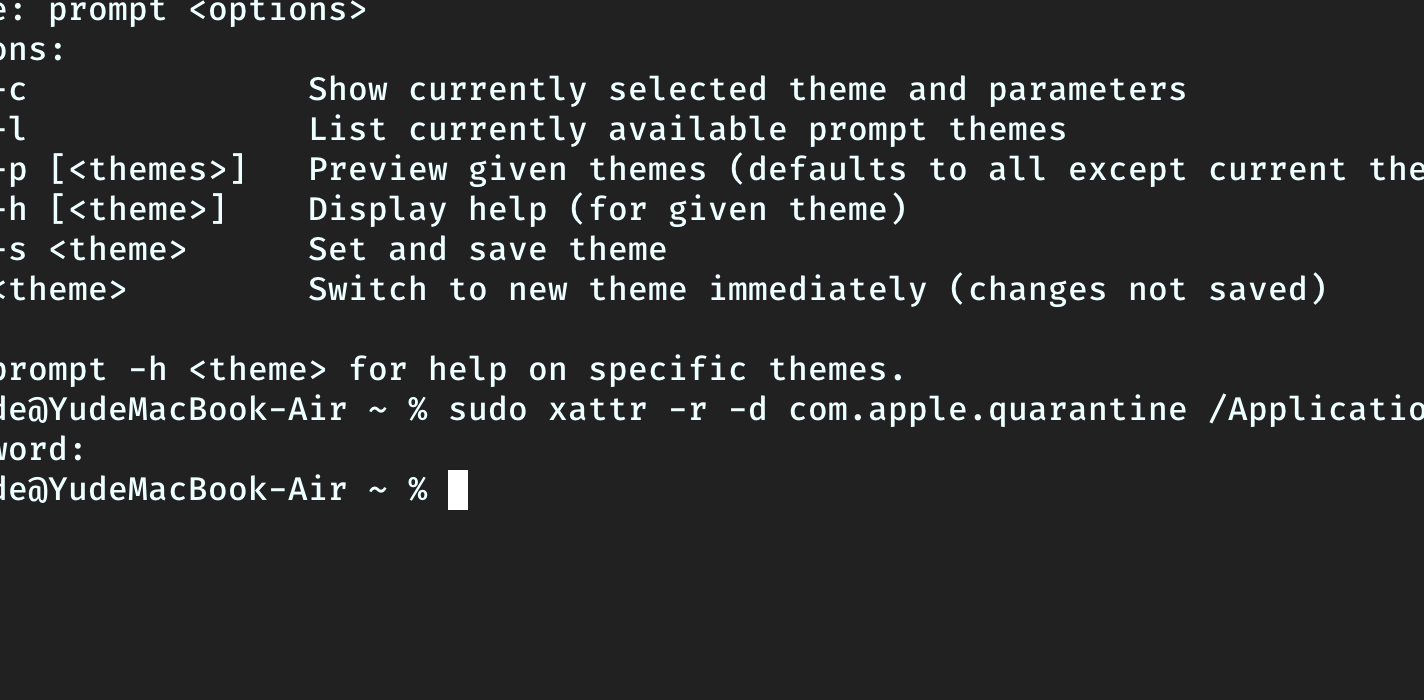 e: prompt <options>
ons:
-c Show currently selected theme and parameters
-l List currently available prompt themes
-p [<themes>] Preview given themes (defaults to all except current the
-h [<theme>] Display help (for given theme)
-s <theme> Set and save theme
<theme> Switch to new theme immediately (changes not saved)
prompt -h <theme> for help on specific themes.
de@YudeMacBook-Air ~ % sudo xattr -r -d com.apple.quarantine /Applicatio
word:
de@YudeMacBook-Air ~ %